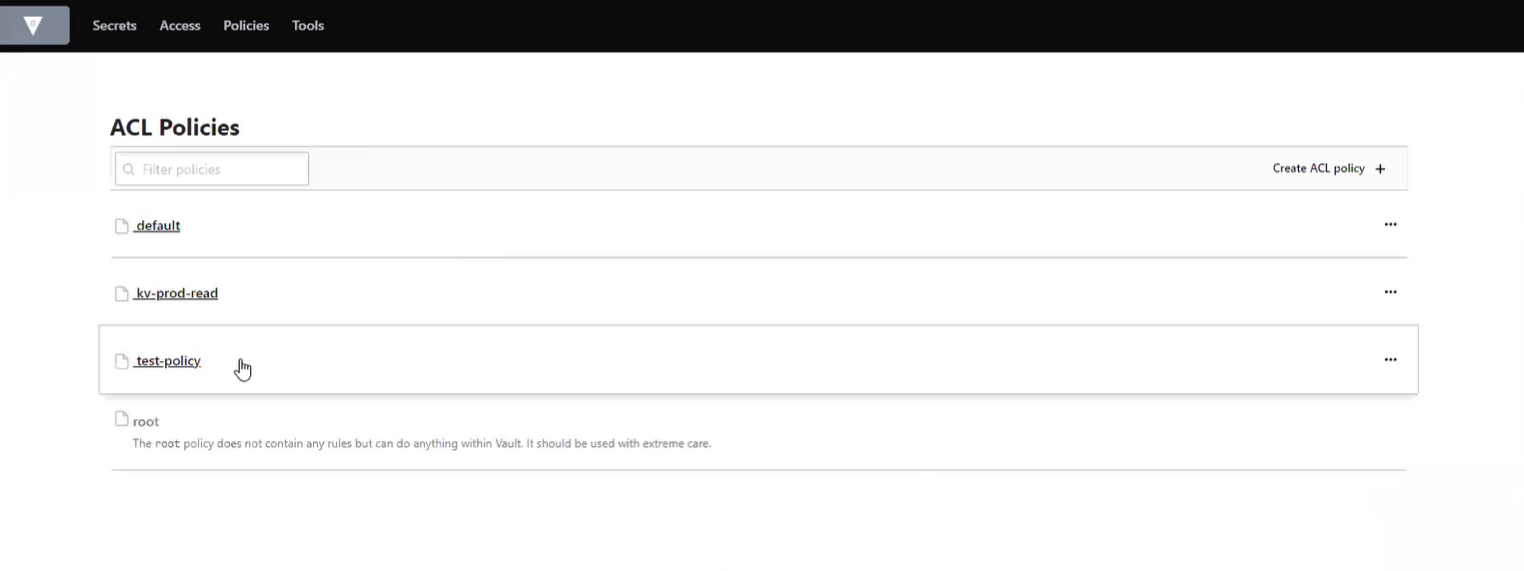 Secrets Access Policies Tools
ACL Policies
Filter policies
Create ACL policy +
default
kv-prod-read
test-policy
root
The root policy does not contain any rules but can do anything within Vault. It should be used with extreme care.